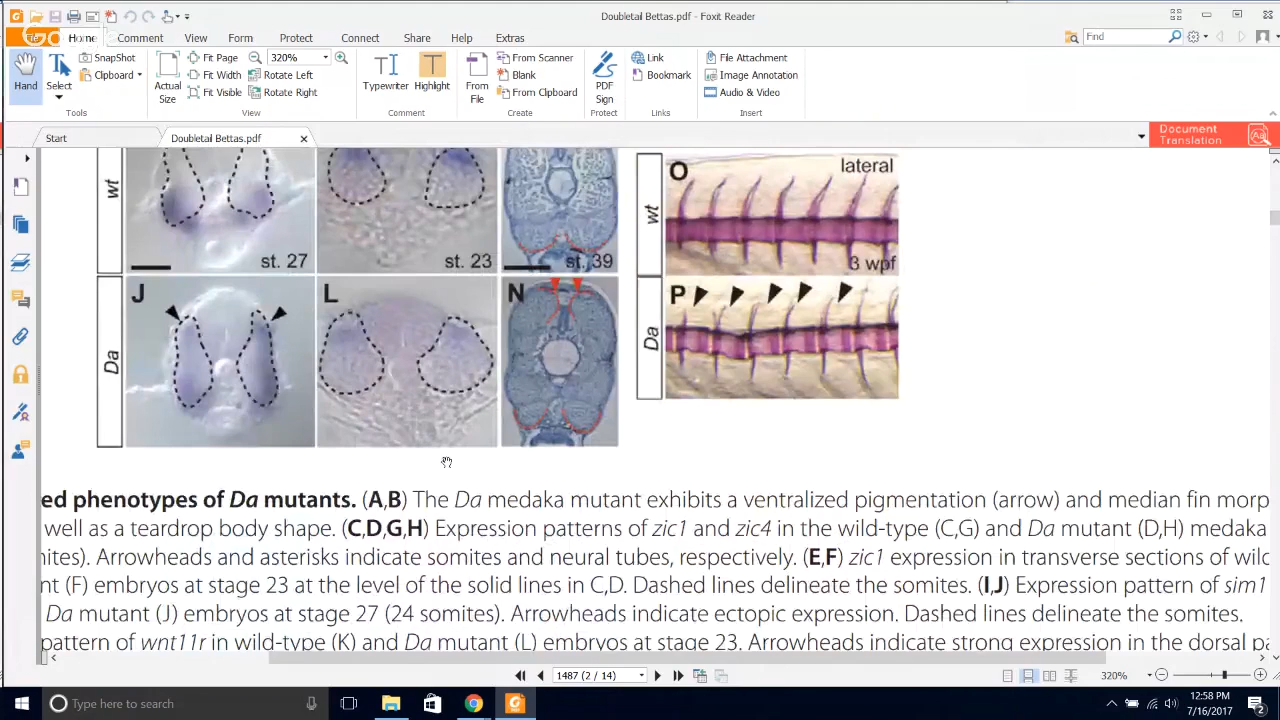 Doubletail Bettas.pdf - Foxit Reader
Home Comment View Form Protect Connect Share Help Extras
Find
SnapShot
Clipboard
Hand
Select
Tools
Actual Size
Fit Page
Fit Width
Fit Visible
320%
Rotate Left
Rotate Right
View
Typewriter
Highlight
Comment
From File
From Scanner
Blank
From Clipboard
Create
PDF Sign
Protect
Link
Bookmark
Links
File Attachment
Image Annotation
Audio & Video
Insert
Start
Doubletail Bettas.pdf
Document Translation
wt
st. 27
st. 23
st. 39
wt
O
lateral
3 wpf
Da
J
L
N
Da
P
ed phenotypes of Da mutants. (A,B) The Da medaka mutant exhibits a ventralized pigmentation (arrow) and median fin morp
well as a teardrop body shape. (C,D,G,H) Expression patterns of zic1 and zic4 in the wild-type (C,G) and Da mutant (D,H) medaka
nites). Arrowheads and asterisks indicate somites and neural tubes, respectively. (E,F) zic1 expression in transverse sections of wild
nt (F) embryos at stage 23 at the level of the solid lines in C,D. Dashed lines delineate the somites. (I,J) Expression pattern of sim1
Da mutant (J) embryos at stage 27 (24 somites). Arrowheads indicate ectopic expression. Dashed lines delineate the somites.
pattern of wnt11r in wild-type (K) and Da mutant (L) embryos at stage 23. Arrowheads indicate strong expression in the dorsal pa
1487 (2 / 14)
320%
Type here to search
12:58 PM
7/16/2017
2